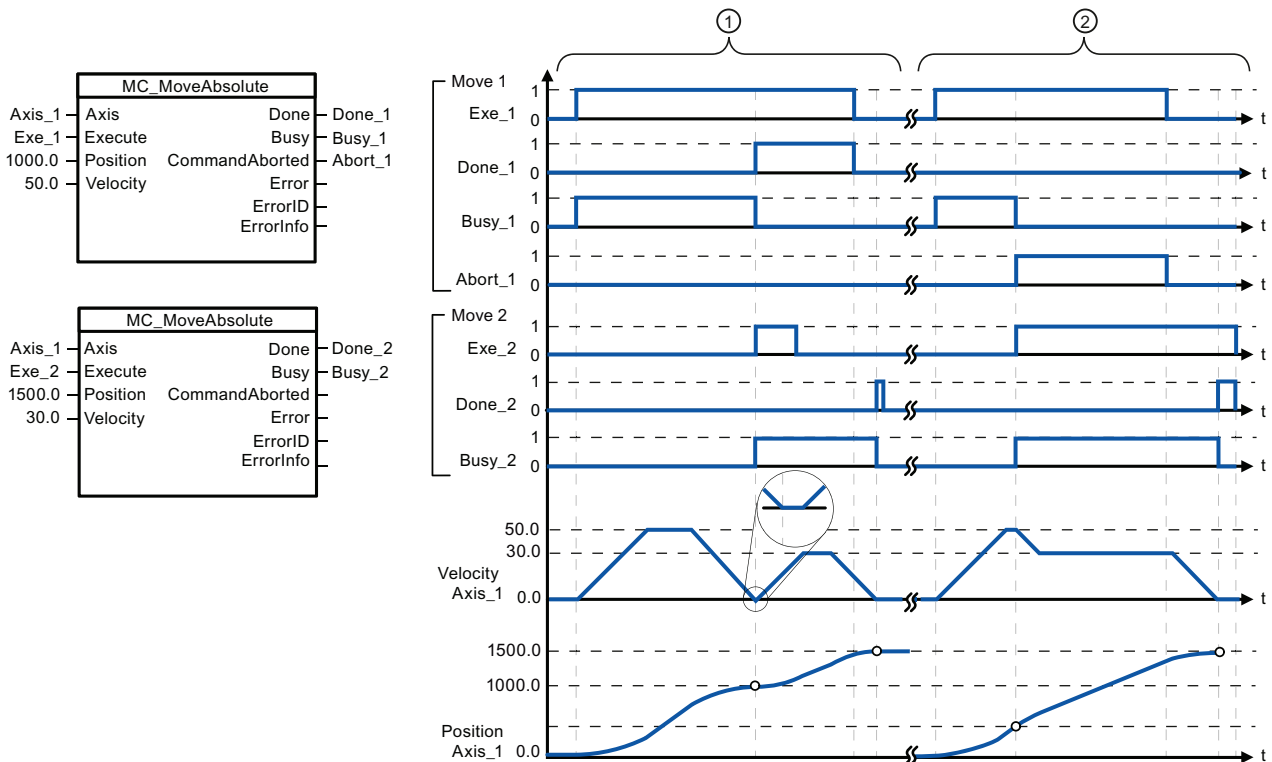 1
2
MC_MoveAbsolute
Axis_1 Axis Done Done_1
Exe_1 Execute Busy Busy_1
1000.0 Position CommandAborted Abort_1
50.0 Velocity Error
ErrorID
ErrorInfo
MC_MoveAbsolute
Axis_1 Axis Done Done_2
Exe_2 Execute Busy Busy_2
1500.0 Position CommandAborted
30.0 Velocity Error
ErrorID
ErrorInfo
Move 1
1
Exe_1 0 t
1
Done_1 0 t
1
Busy_1 0 t
1
Abort_1 0 t
Move 2
1
Exe_2 0 t
1
Done_2 0 t
1
Busy_2 0 t
50.0
30.0
Velocity
Axis_1 0.0 t
1500.0
1000.0
Position
Axis_1 0.0 t